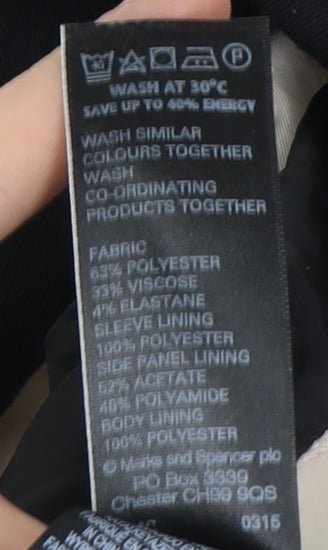 WASH AT 30°C
SAVE UP TO 40% ENERGY
WASH SIMILAR
COLOURS TOGETHER
WASH
CO-ORDINATING
PRODUCTS TOGETHER
FABRIC
63% POLYESTER
33% VISCOSE
4% ELASTANE
SLEEVE LINING
100% POLYESTER
SIDE PANEL LINING
52% ACETATE
48% POLYAMIDE
BODY LINING
100% POLYESTER
© Marks and Spencer plc
PO Box 3339
Chester CH99 9QS
0315